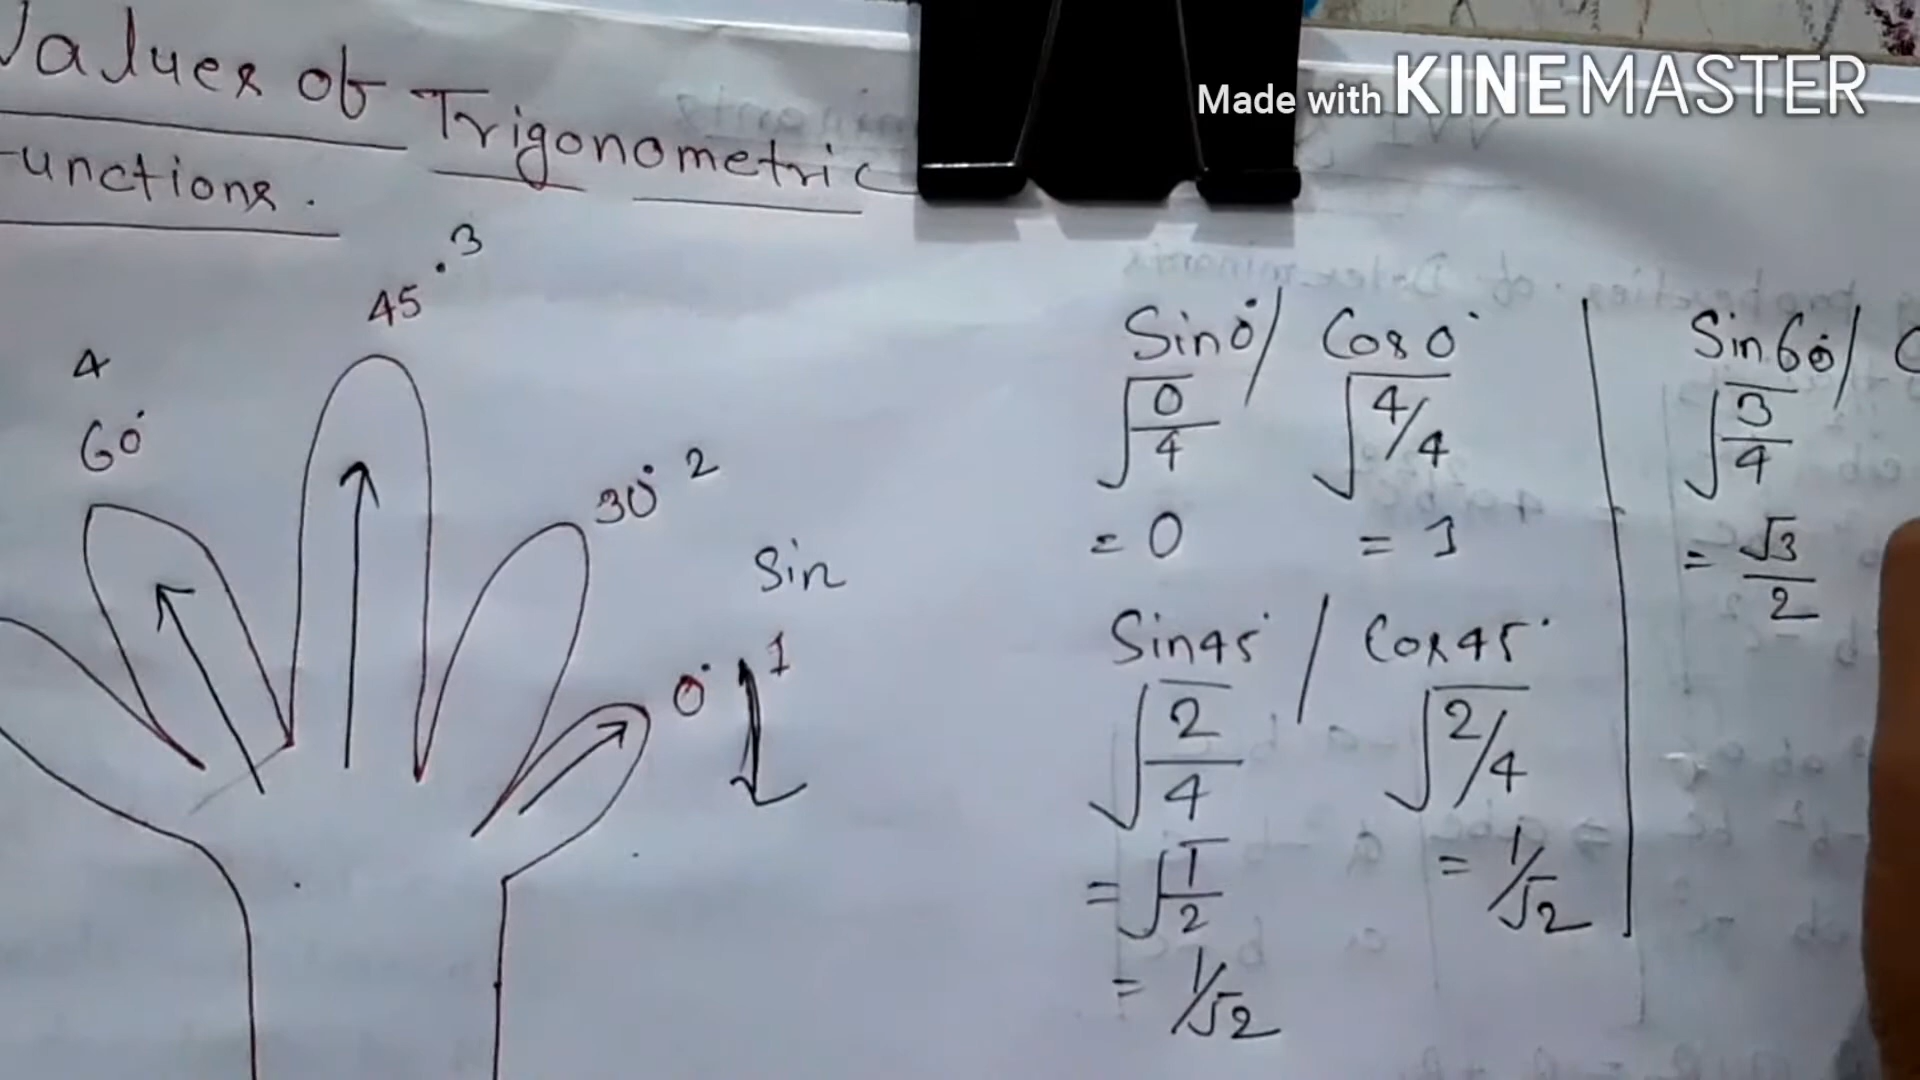 Made with KINEMASTER
Values of Trigonometric
Functions.
45° 3
4
60°
30° 2
Sin
0° 1
Sin 0° / Cos 0°
√0/4 √4/4
= 0 = 1
Sin 45° / Cos 45°
√2/4 √2/4
= √1/2 = 1/√2
= 1/√2
Sin 60° / C
√3/4
= √3/2